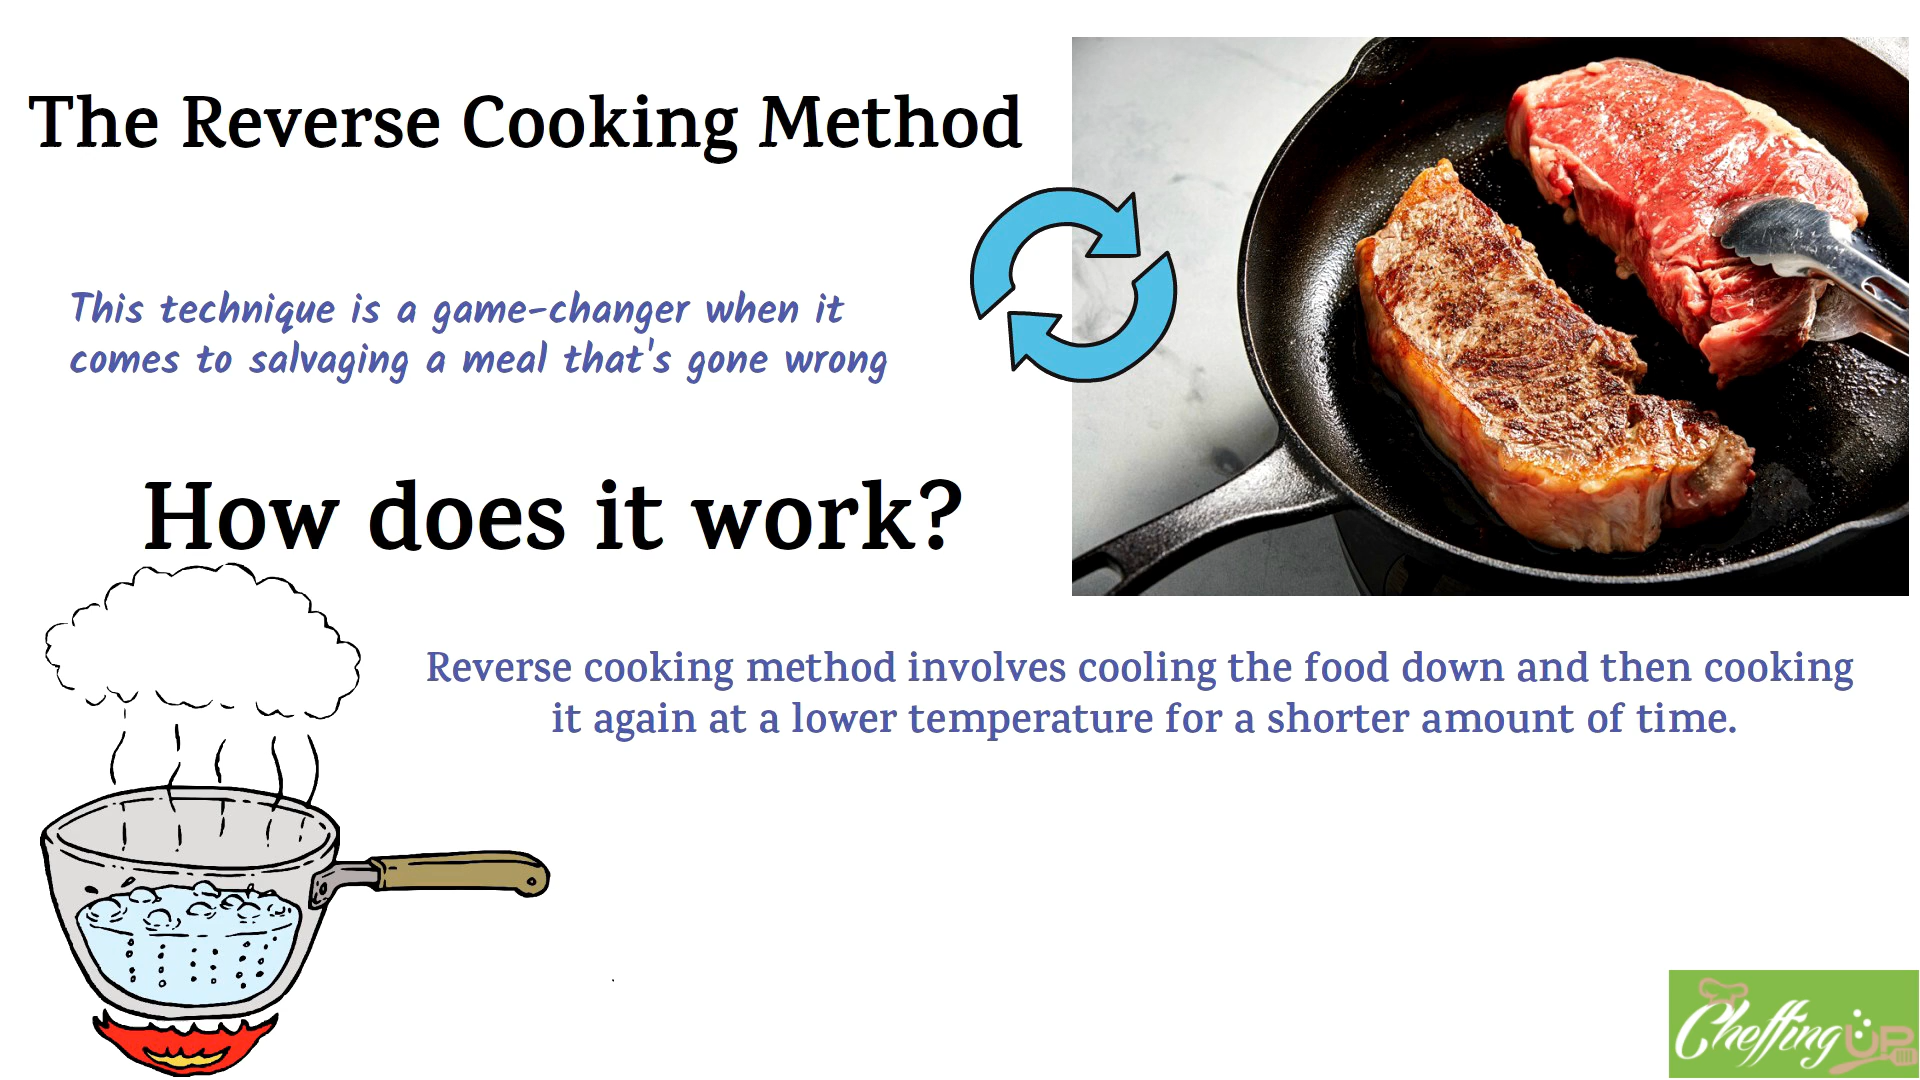 The Reverse Cooking Method
This technique is a game-changer when it
comes to salvaging a meal that's gone wrong
How does it work?
Reverse cooking method involves cooling the food down and then cooking
it again at a lower temperature for a shorter amount of time.
Cheffing UP